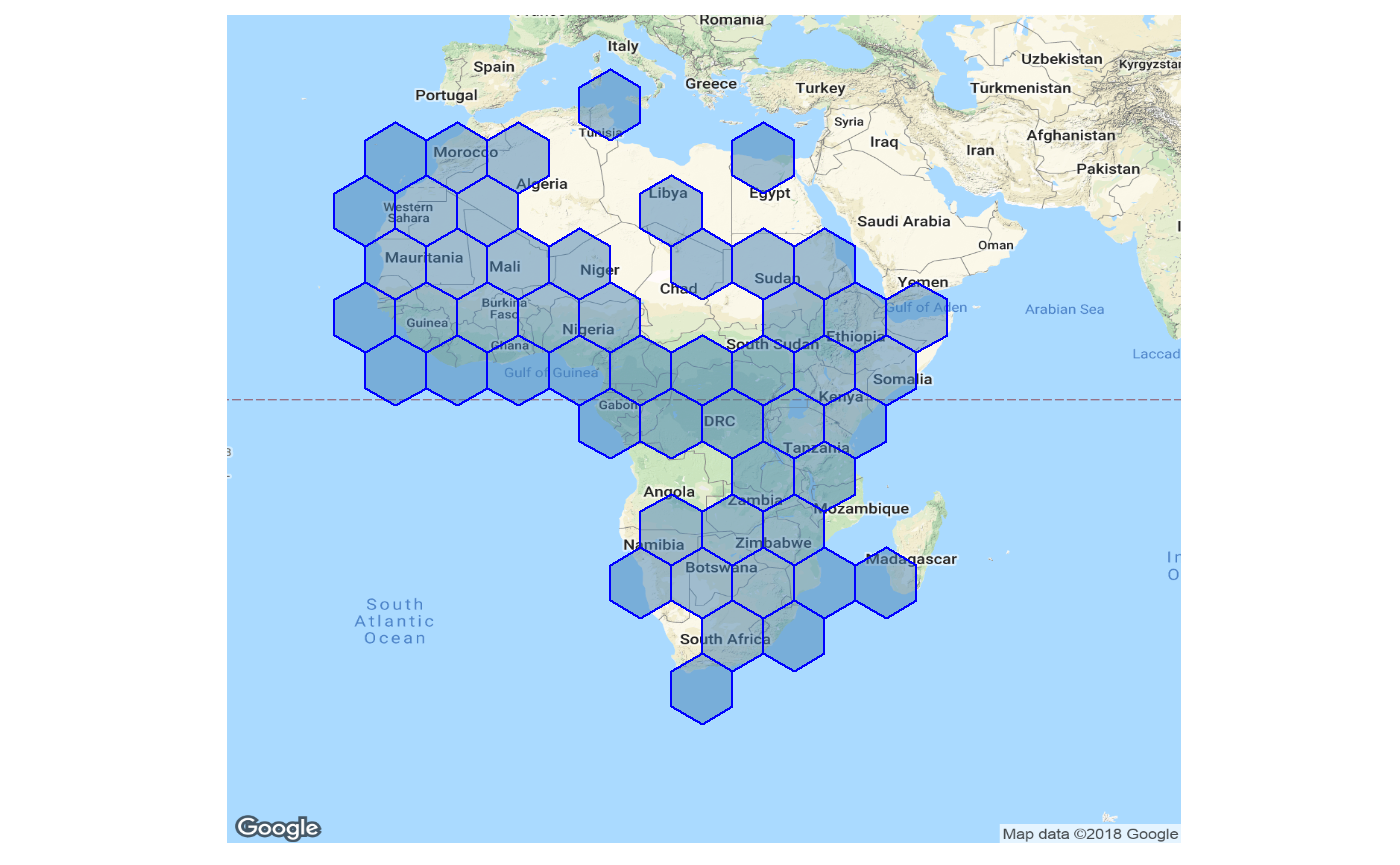 France
Romania
Italy
Spain
Greece
Portugal
Turkey
Uzbekistan
Kyrgyzstan
Turkmenistan
Syria
Tunisia
Iraq
Iran
Afghanistan
Pakistan
Morocco
Algeria
Libya
Egypt
Western
Sahara
Saudi Arabia
Oman
Mauritania
Mali
Niger
Sudan
Chad
Yemen
Burkina
Faso
Guinea
Nigeria
Gulf of Aden
Arabian Sea
Ghana
South Sudan
Ethiopia
Laccad
Gulf of Guinea
Somalia
Kenya
Gabon
DRC
Tanzania
Angola
Zambia
Mozambique
Namibia
Zimbabwe
Botswana
Madagascar
In
O
South
Atlantic
Ocean
South Africa
Google
Map data ©2018 Google